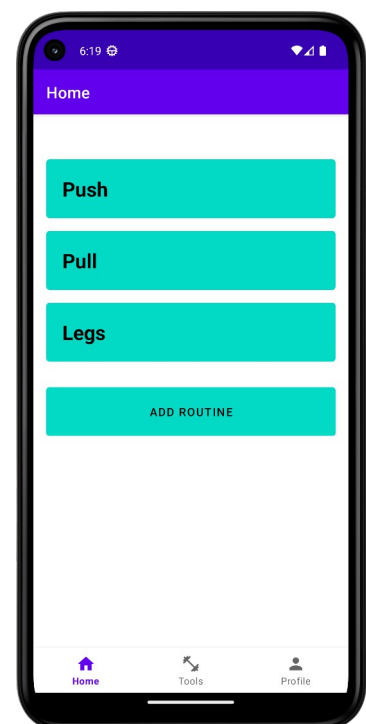 6:19
Home
Push
Pull
Legs
ADD ROUTINE
Home
Tools
Profile